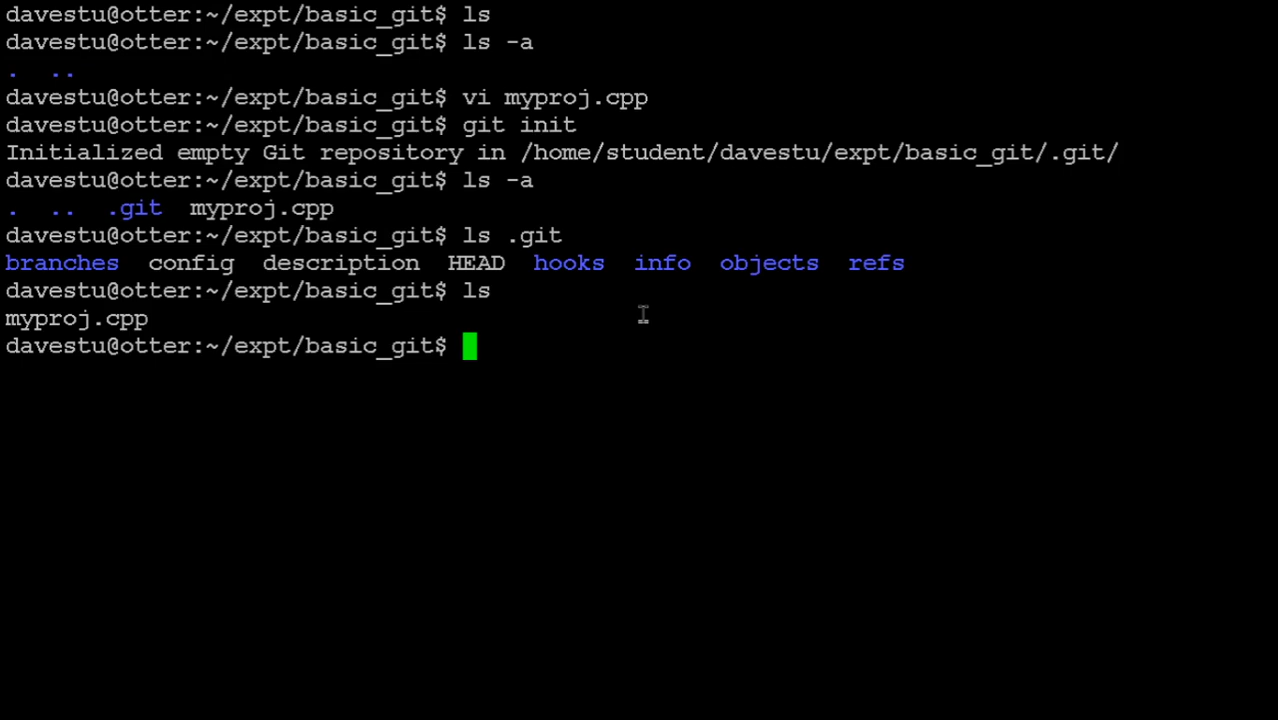 davestu@otter:~/expt/basic_git$ ls
davestu@otter:~/expt/basic_git$ ls -a
.  ..
davestu@otter:~/expt/basic_git$ vi myproj.cpp
davestu@otter:~/expt/basic_git$ git init
Initialized empty Git repository in /home/student/davestu/expt/basic_git/.git/
davestu@otter:~/expt/basic_git$ ls -a
.  ..  .git  myproj.cpp
davestu@otter:~/expt/basic_git$ ls .git
branches  config  description  HEAD  hooks  info  objects  refs
davestu@otter:~/expt/basic_git$ ls
myproj.cpp
davestu@otter:~/expt/basic_git$